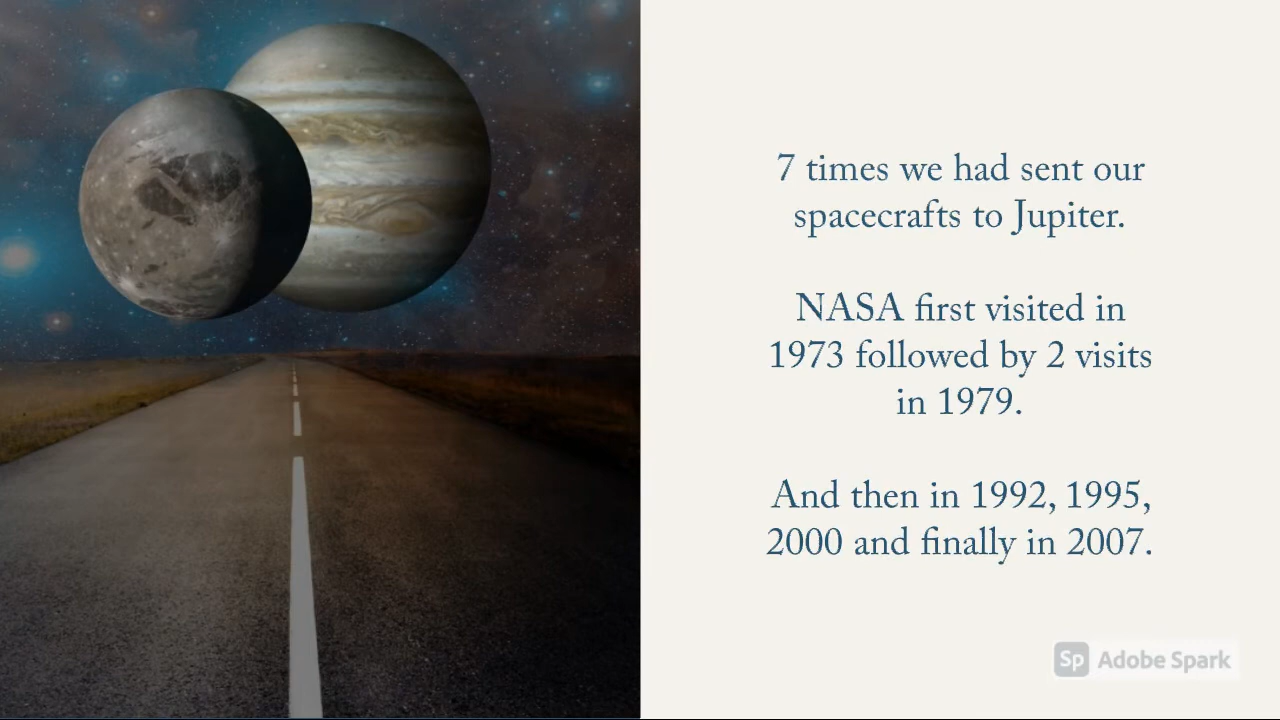 7 times we had sent our
spacecrafts to Jupiter.
NASA first visited in
1973 followed by 2 visits
in 1979.
And then in 1992, 1995,
2000 and finally in 2007.
Sp Adobe Spark